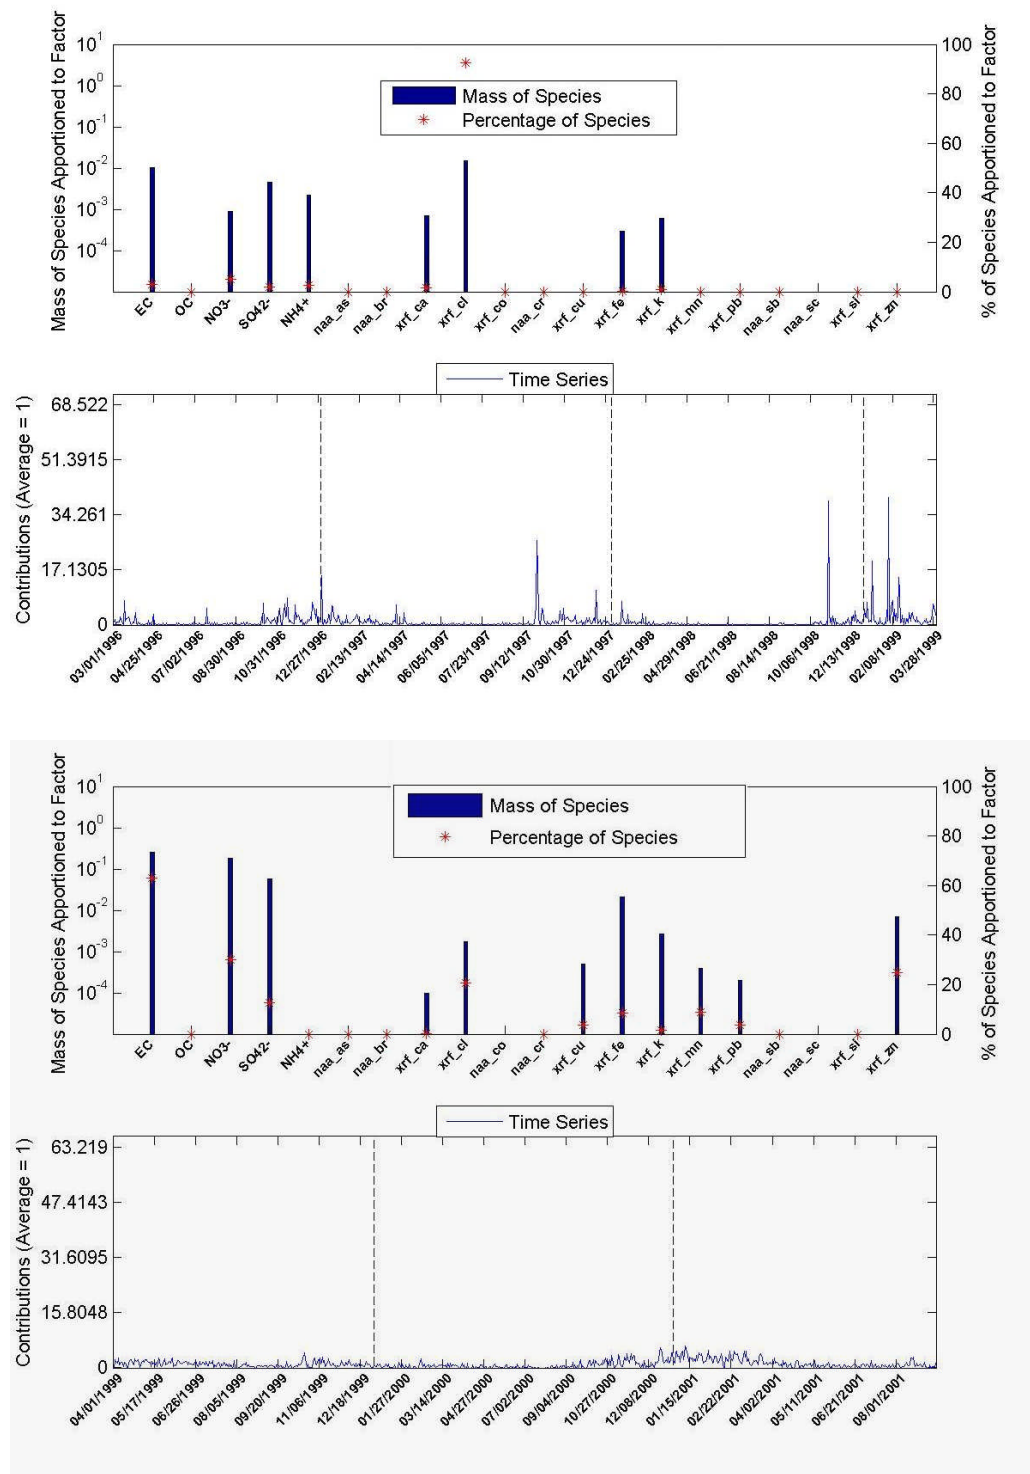 Mass of Species Apportioned to Factor
10^1
10^0
10^-1
10^-2
10^-3
10^-4
Mass of Species
Percentage of Species
100
80
60
40
20
0
% of Species Apportioned to Factor
EC OC NO3- SO42- NH4+ naa_as naa_br xrf_ca xrf_cl xrf_co naa_cr xrf_cu xrf_fe xrf_k xrf_mn xrf_pb naa_sb naa_sc xrf_si xrf_zn
Time Series
Contributions (Average = 1)
68.522
51.3915
34.261
17.1305
0
03/01/1996 04/25/1996 07/02/1996 08/30/1996 10/31/1996 12/27/1996 02/13/1997 04/14/1997 06/05/1997 07/23/1997 09/12/1997 10/30/1997 12/24/1997 02/25/1998 04/29/1998 06/21/1998 08/14/1998 10/06/1998 12/13/1998 02/08/1999 03/28/1999
Mass of Species Apportioned to Factor
10^1
10^0
10^-1
10^-2
10^-3
10^-4
Mass of Species
Percentage of Species
100
80
60
40
20
0
% of Species Apportioned to Factor
EC OC NO3- SO42- NH4+ naa_as naa_br xrf_ca xrf_cl naa_co naa_cr xrf_cu xrf_fe xrf_k xrf_mn xrf_pb naa_sb naa_sc xrf_si xrf_zn
Time Series
Contributions (Average = 1)
63.219
47.4143
31.6095
15.8048
0
04/01/1999 05/17/1999 06/26/1999 08/05/1999 09/20/1999 11/06/1999 12/18/1999 01/27/2000 03/14/2000 04/27/2000 07/02/2000 09/04/2000 10/27/2000 12/08/2000 01/15/2001 02/22/2001 04/02/2001 05/11/2001 06/21/2001 08/01/2001